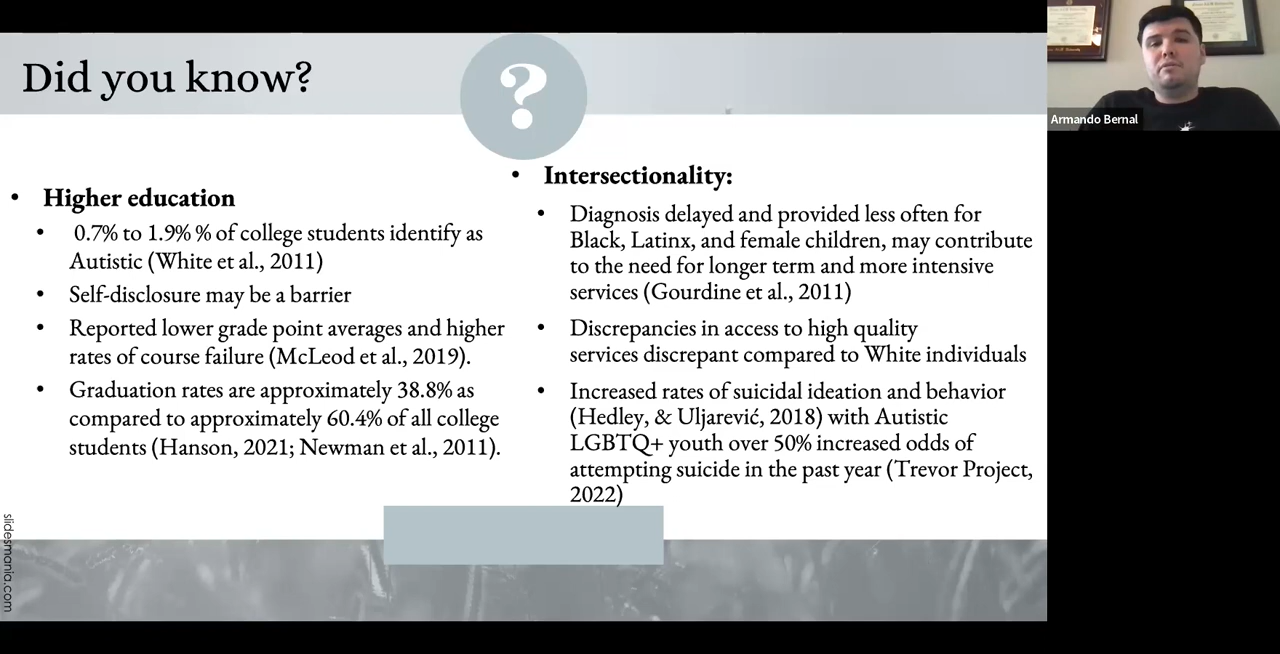 Did you know?
?
• Higher education
• 0.7% to 1.9% % of college students identify as
Autistic (White et al., 2011)
• Self-disclosure may be a barrier
• Reported lower grade point averages and higher
rates of course failure (McLeod et al., 2019).
• Graduation rates are approximately 38.8% as
compared to approximately 60.4% of all college
students (Hanson, 2021; Newman et al., 2011).
• Intersectionality:
• Diagnosis delayed and provided less often for
Black, Latinx, and female children, may contribute
to the need for longer term and more intensive
services (Gourdine et al., 2011)
• Discrepancies in access to high quality
services discrepant compared to White individuals
• Increased rates of suicidal ideation and behavior
(Hedley, & Uljarević, 2018) with Autistic
LGBTQ+ youth over 50% increased odds of
attempting suicide in the past year (Trevor Project,
2022)
slidesmania.com
Armando Bernal